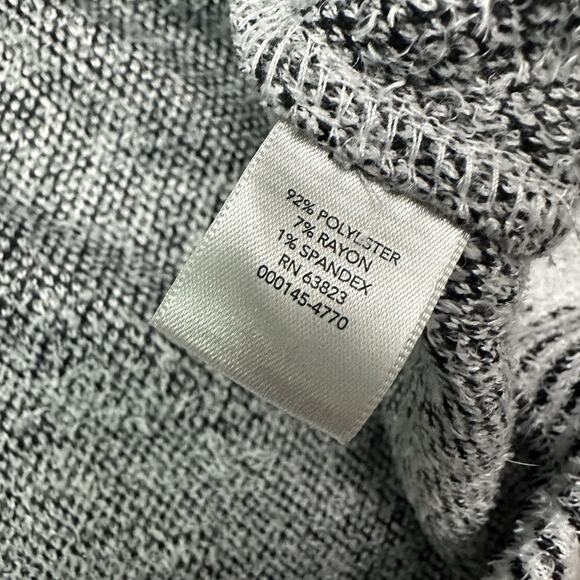 92% POLYESTER
7% RAYON
1% SPANDEX
RN 63823
000145-4770